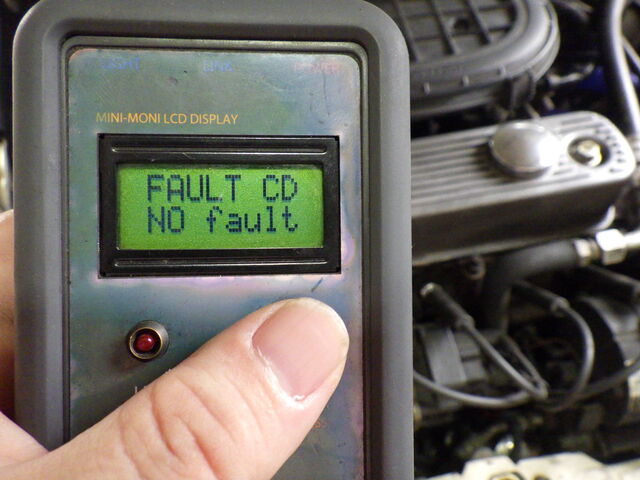 MINI-MONI LCD DISPLAY
FAULT CD
NO fault